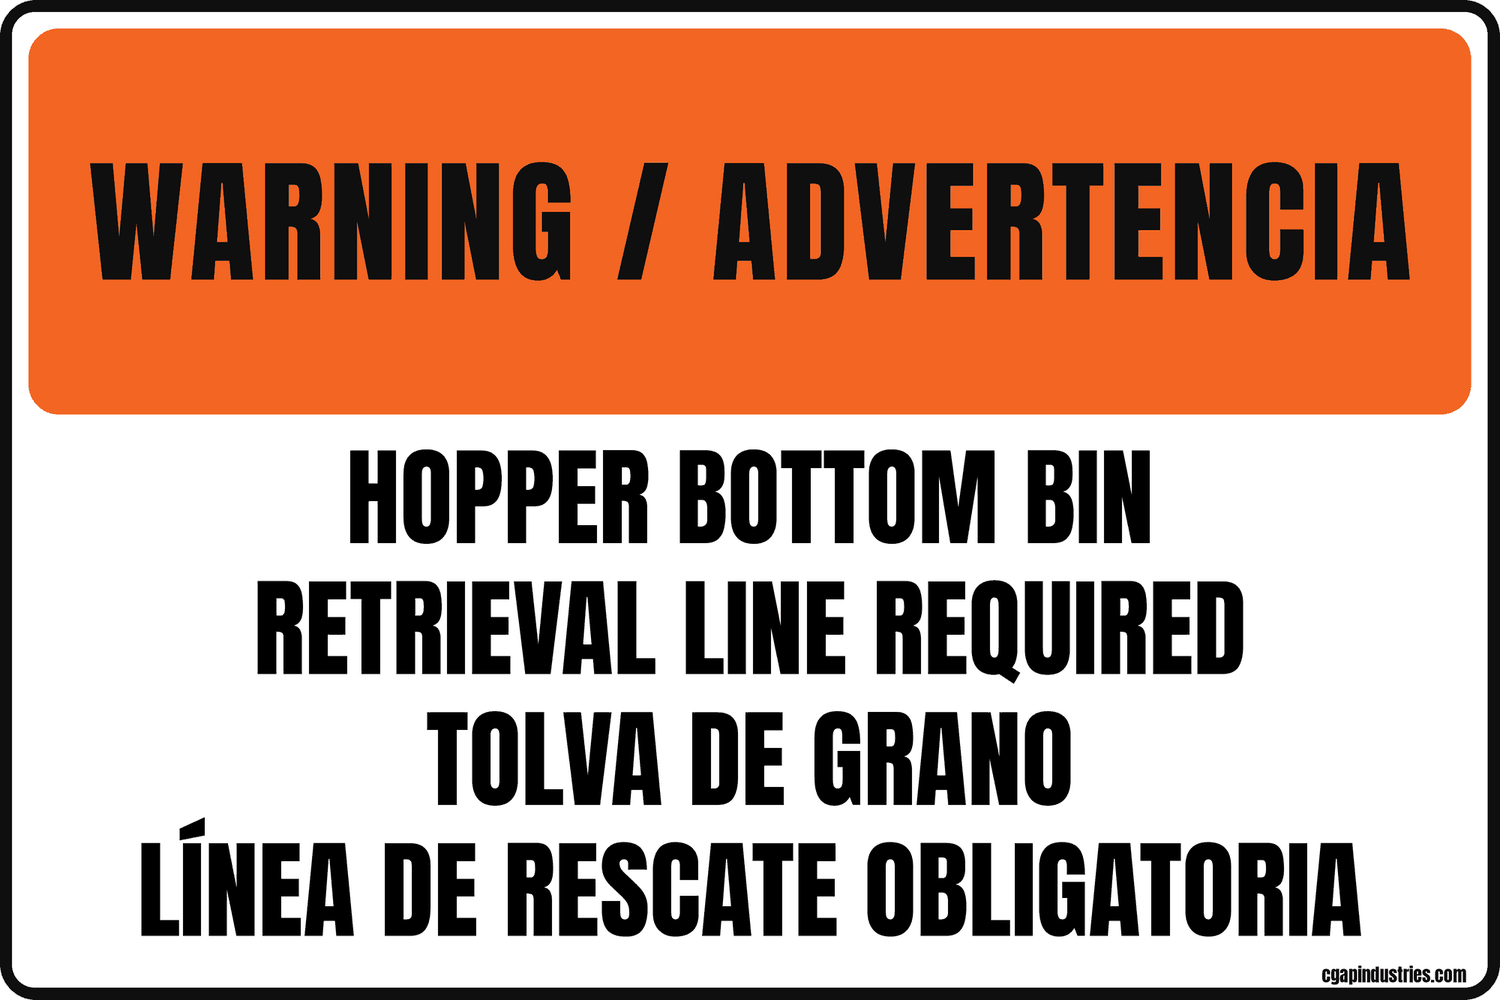 WARNING / ADVERTENCIA
HOPPER BOTTOM BIN
RETRIEVAL LINE REQUIRED
TOLVA DE GRANO
LÍNEA DE RESCATE OBLIGATORIA
cgapindustries.com